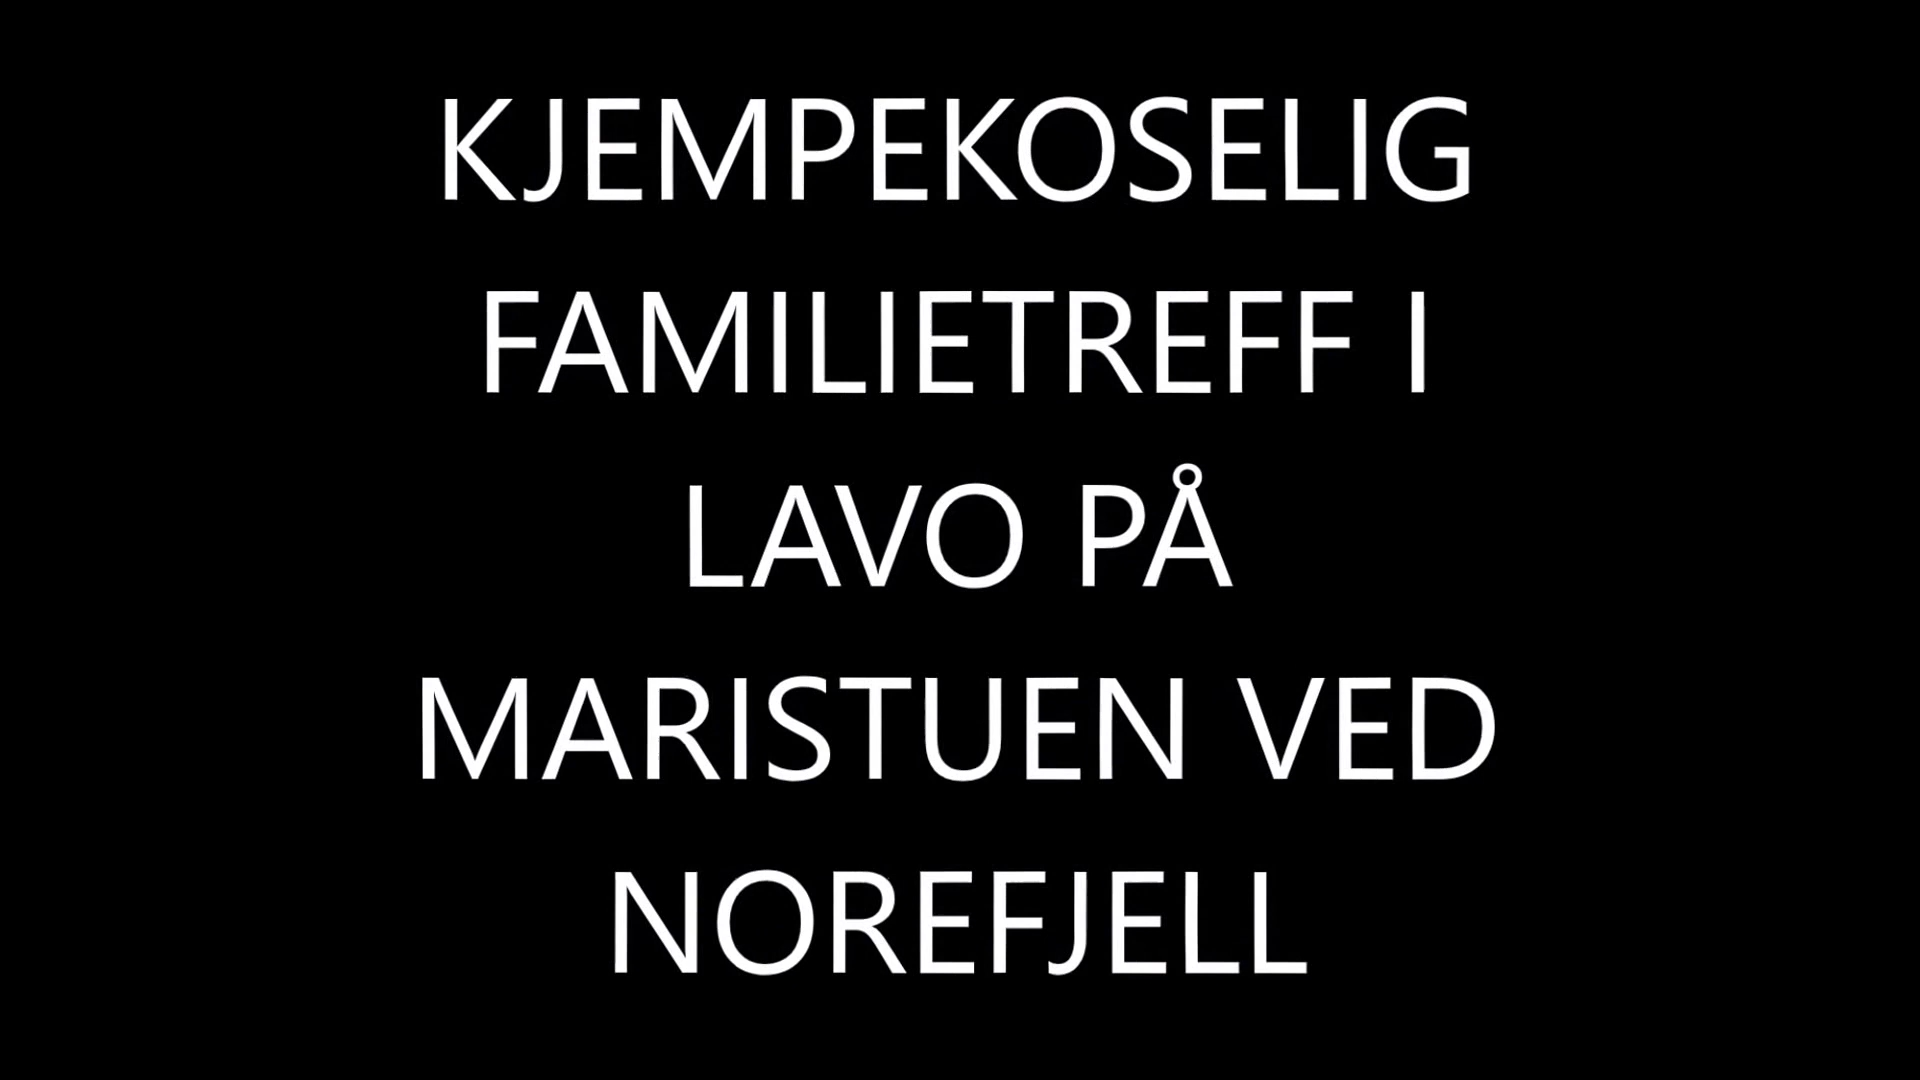 KJEMPEKOSELIG
FAMILIETREFF I
LAVO PÅ
MARISTUEN VED
NOREFJELL